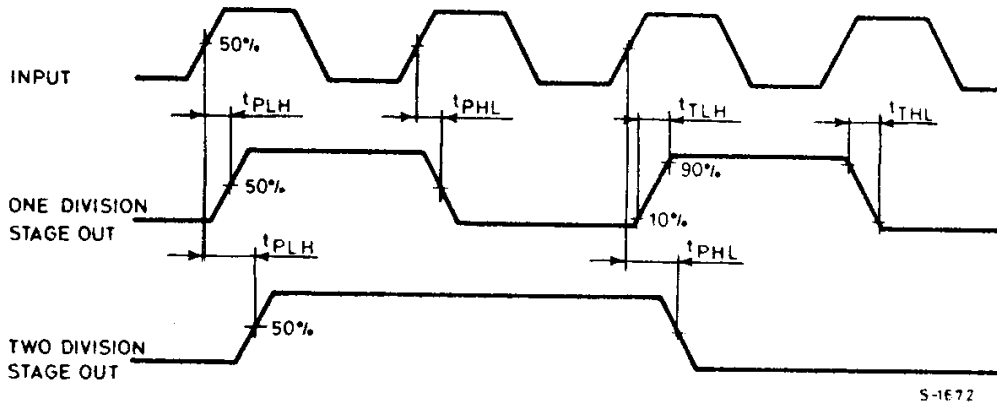 INPUT
50%
tPLH
tPHL
tTLH
tTHL
ONE DIVISION
STAGE OUT
50%
90%
10%
tPLH
tPHL
TWO DIVISION
STAGE OUT
50%
S-1672